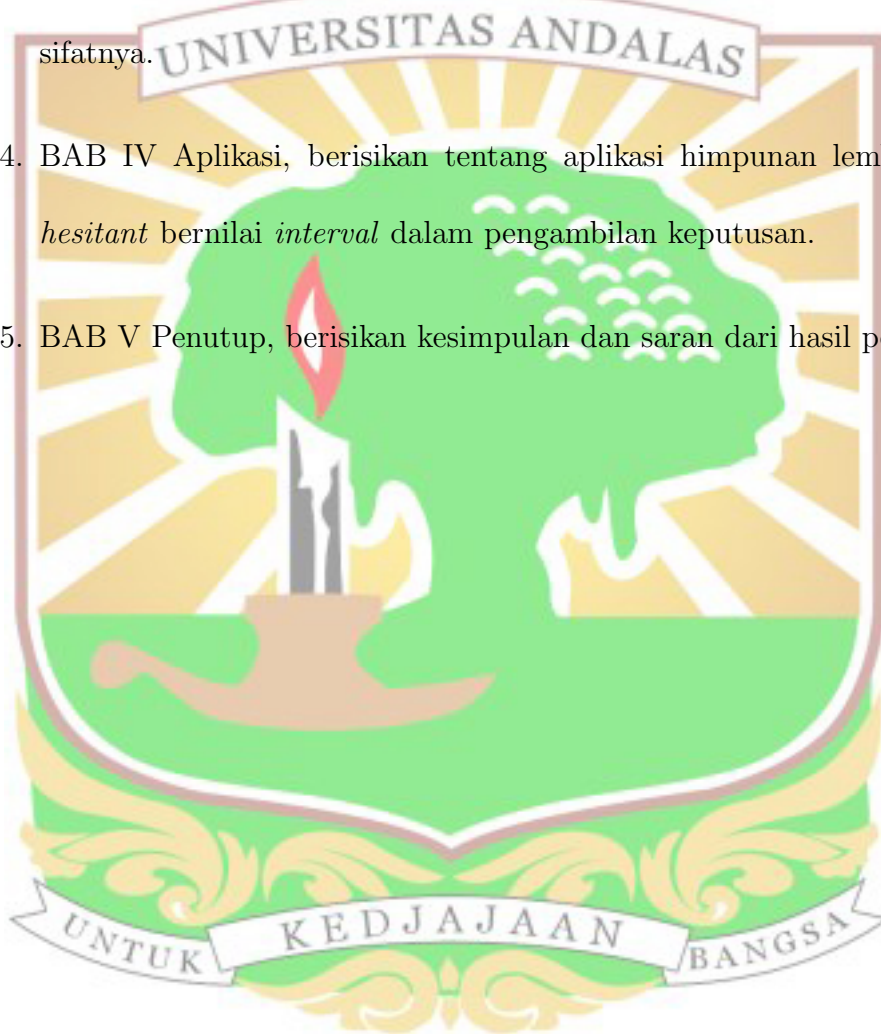 sifatnya.
UNIVERSITAS ANDALAS
4. BAB IV Aplikasi, berisikan tentang aplikasi himpunan
hesitant bernilai interval dalam pengambilan keputusan.
5. BAB V Penutup, berisikan kesimpulan dan saran dari hasil
UNTUK KEDJAJAAN BANGSA